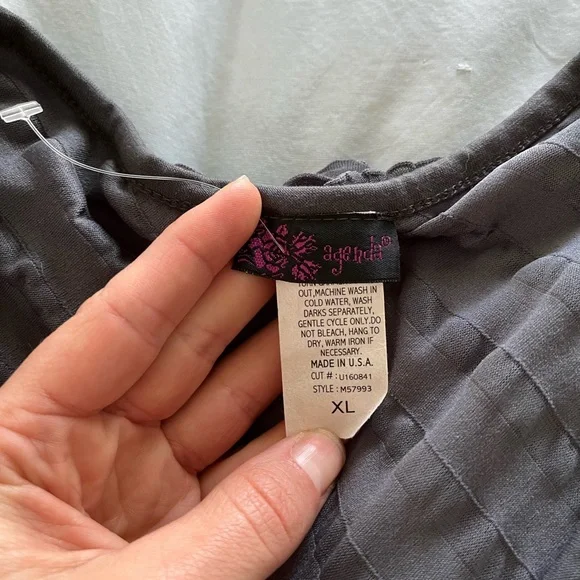 agenda®
OUT,MACHINE WASH IN
COLD WATER, WASH
DARKS SEPARATELY,
GENTLE CYCLE ONLY.DO
NOT BLEACH, HANG TO
DRY, WARM IRON IF
NECESSARY.
MADE IN U.S.A.
CUT # : U160841
STYLE : M57993
XL